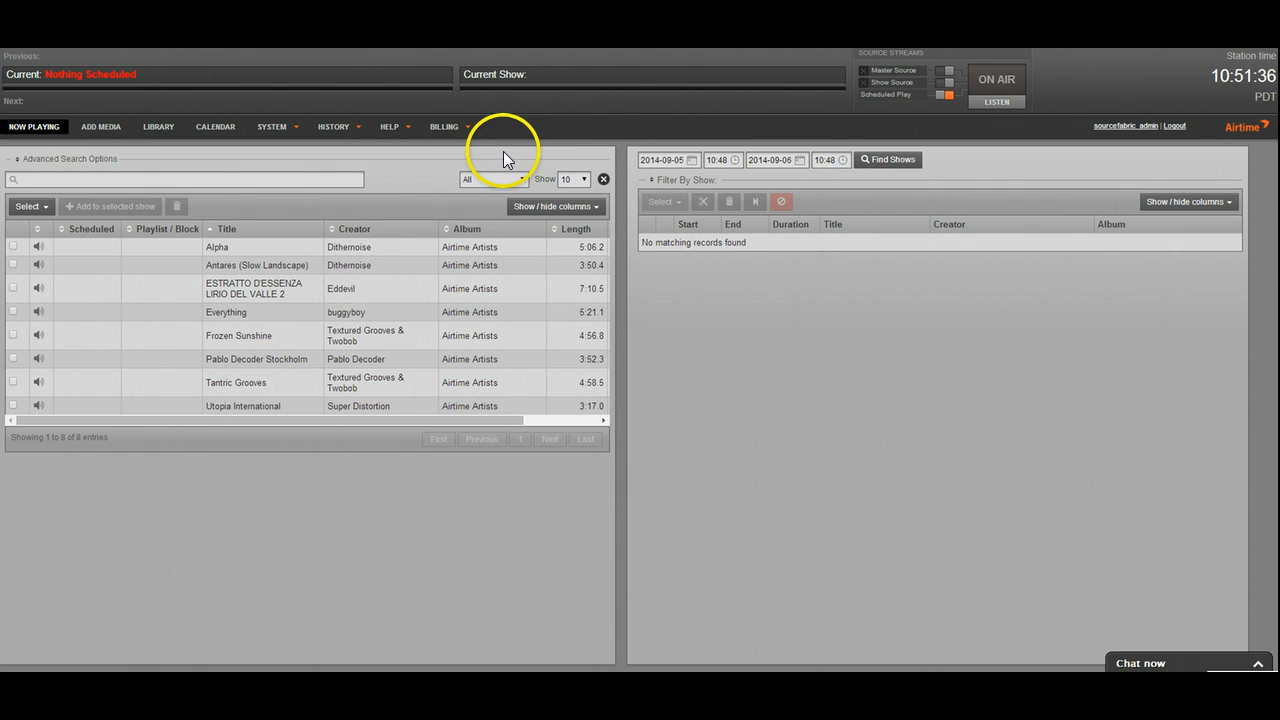 Previous:
Current: Nothing Scheduled
Current Show:
Next:
SOURCE STREAMS
Master Source
Show Source
Scheduled Play
ON AIR
LISTEN
Station time
10:51:36
PDT
NOW PLAYING ADD MEDIA LIBRARY CALENDAR SYSTEM HISTORY HELP BILLING
sourcefabric_admin | Logout
Airtime
Advanced Search Options
All Show 10
Select + Add to selected show Show / hide columns
Scheduled Playlist / Block Title Creator Album Length
Alpha Dithernoise Airtime Artists 5:06.2
Antares (Slow Landscape) Dithernoise Airtime Artists 3:50.4
ESTRATTO D'ESSENZA
LIRIO DEL VALLE 2 Eddevil Airtime Artists 7:10.5
Everything buggyboy Airtime Artists 5:21.1
Frozen Sunshine Textured Grooves & Airtime Artists 4:56.8
Twobob
Pablo Decoder Stockholm Pablo Decoder Airtime Artists 3:52.3
Tantric Grooves Textured Grooves & Airtime Artists 4:58.5
Twobob
Utopia International Super Distortion Airtime Artists 3:17.0
Showing 1 to 8 of 8 entries
First Previous 1 Next Last
2014-09-05 10:48 2014-09-06 10:48 Find Shows
Filter By Show:
Select Show / hide columns
Start End Duration Title Creator Album
No matching records found
Chat now